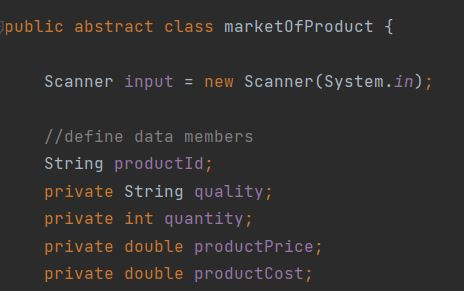 public abstract class marketOfProduct {
Scanner input = new Scanner(System.in);
//define data members
String productId;
private String quality;
private int quantity;
private double productPrice;
private double productCost;